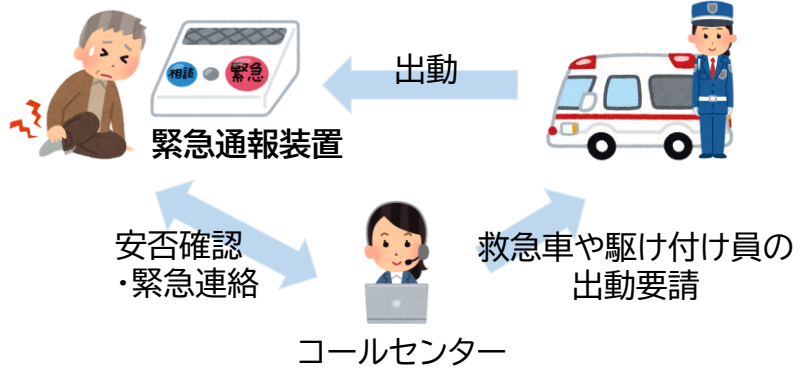 相談
緊急
出動
緊急通報装置
安否確認
・緊急連絡
救急車や駆け付け員の
出動要請
コールセンター